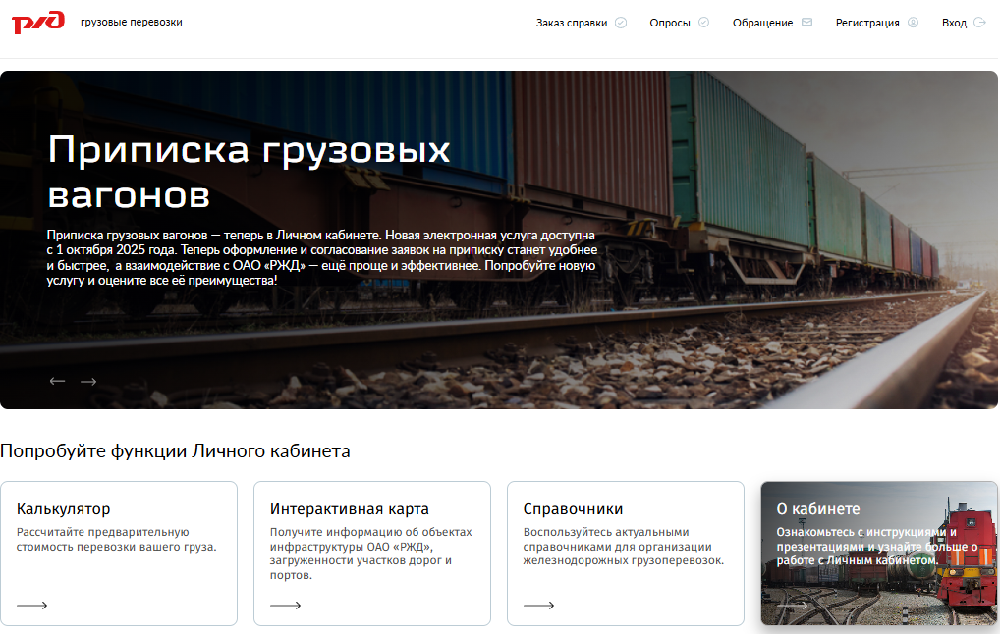 ржд грузовые перевозки Заказ справки Опросы Обращение Регистрация Вход
Приписка грузовых
вагонов
Приписка грузовых вагонов — теперь в Личном кабинете. Новая электронная услуга доступна
с 1 октября 2025 года. Теперь оформление и согласование заявок на приписку станет удобнее
и быстрее, а взаимодействие с ОАО «РЖД» — ещё проще и эффективнее. Попробуйте новую
услугу и оцените все её преимущества!
Попробуйте функции Личного кабинета
Калькулятор
Рассчитайте предварительную
стоимость перевозки вашего груза.
Интерактивная карта
Получите информацию об объектах
инфраструктуры ОАО «РЖД»,
загруженности участков дорог и
портов.
Справочники
Воспользуйтесь актуальными
справочниками для организации
железнодорожных грузоперевозок.
О кабинете
Ознакомьтесь с инструкциями и
презентациями и узнайте больше о
работе с Личным кабинетом.